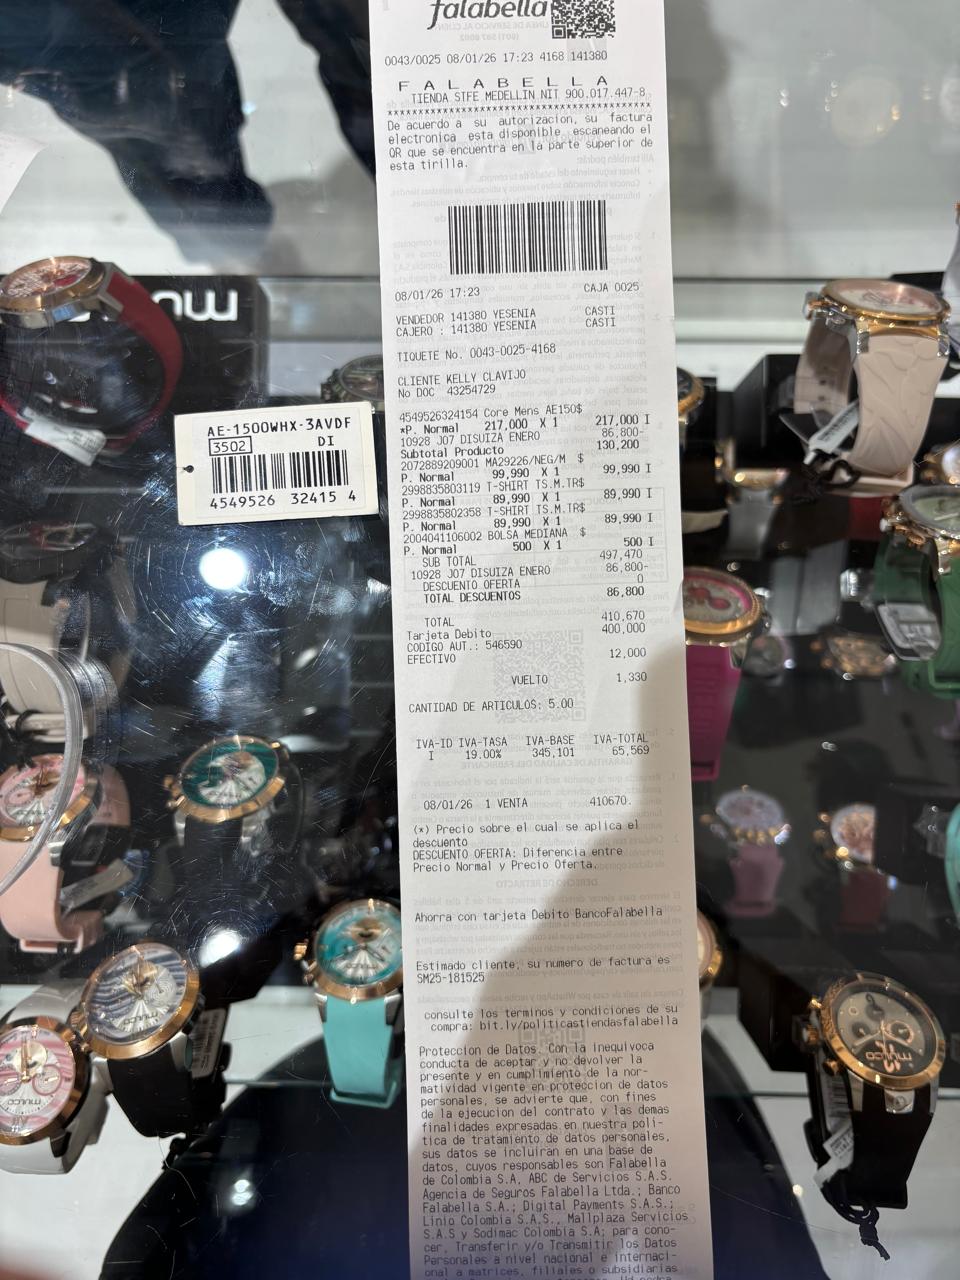 falabella
0043/0025 08/01/26 17:23 4168 141380
F A L A B E L L A
TIENDA STFE MEDELLIN NIT 900.017.447-8
****************************************
De acuerdo a su autorizacion, su factura
electronica esta disponible, escaneando el
QR que se encuentra en la parte superior de
esta tirilla.
08/01/26 17:23 CAJA 0025
VENDEDOR 141380 YESENIA CASTI
CAJERO : 141380 YESENIA CASTI
TIQUETE No. 0043-0025-4168
CLIENTE KELLY CLAVIJO
No DOC 43254729
4549526324154 Core Mens AE150$
*P. Normal 217,000 X 1 217,000 I
10928 J07 DISUIZA ENERO 86,800-
Subtotal Producto 130,200
2072889209001 MA29226/NEG/M $
P. Normal 99,990 X 1 99,990 I
2998835803119 T-SHIRT TS.M.TR$
P. Normal 89,990 X 1 89,990 I
2998835802358 T-SHIRT TS.M.TR$
P. Normal 89,990 X 1 89,990 I
2004041106002 BOLSA MEDIANA $
P. Normal 500 X 1 500 I
SUB TOTAL 497,470
10928 J07 DISUIZA ENERO 86,800-
DESCUENTO OFERTA 0
TOTAL DESCUENTOS 86,800
TOTAL 410,670
Tarjeta Debito 400,000
CODIGO AUT.: 546590
EFECTIVO 12,000
VUELTO 1,330
CANTIDAD DE ARTICULOS: 5.00
IVA-ID IVA-TASA IVA-BASE IVA-TOTAL
I 19.00% 345,101 65,569
08/01/26 1 VENTA 410670.
(*) Precio sobre el cual se aplica el
descuento
DESCUENTO OFERTA: Diferencia entre
Precio Normal y Precio Oferta.
Ahorra con tarjeta Debito BancoFalabella
Estimado cliente, su numero de factura es
SM25-181525
consulte los terminos y condiciones de su
compra: bit.ly/politicastiendasfalabella
Proteccion de Datos. Con la inequivoca
conducta de aceptar y no devolver la
presente y en cumplimiento de la nor-
matividad vigente en proteccion de datos
personales, se advierte que, con fines
de la ejecucion del contrato y las demas
finalidades expresadas en nuestra poli-
tica de tratamiento de datos personales,
sus datos se incluiran en una base de
datos, cuyos responsables son Falabella
de Colombia S.A, ABC de Servicios S.A.S.
Agencia de Seguros Falabella Ltda.; Banco
Falabella S.A.; Digital Payments S.A.S.;
Linio Colombia S.A.S., Mallplaza Servicios
S.A.S y Sodimac Colombia S.A; para cono-
cer, Transferir y/o Transmitir los Datos
Personales a nivel nacional e internaci-
onal a matrices, filiales o subsidiarias
AE-1500WHX-3AVDF
3502 DI
4549526 32415 4
MULCO
MULCO
MULCO
MULCO